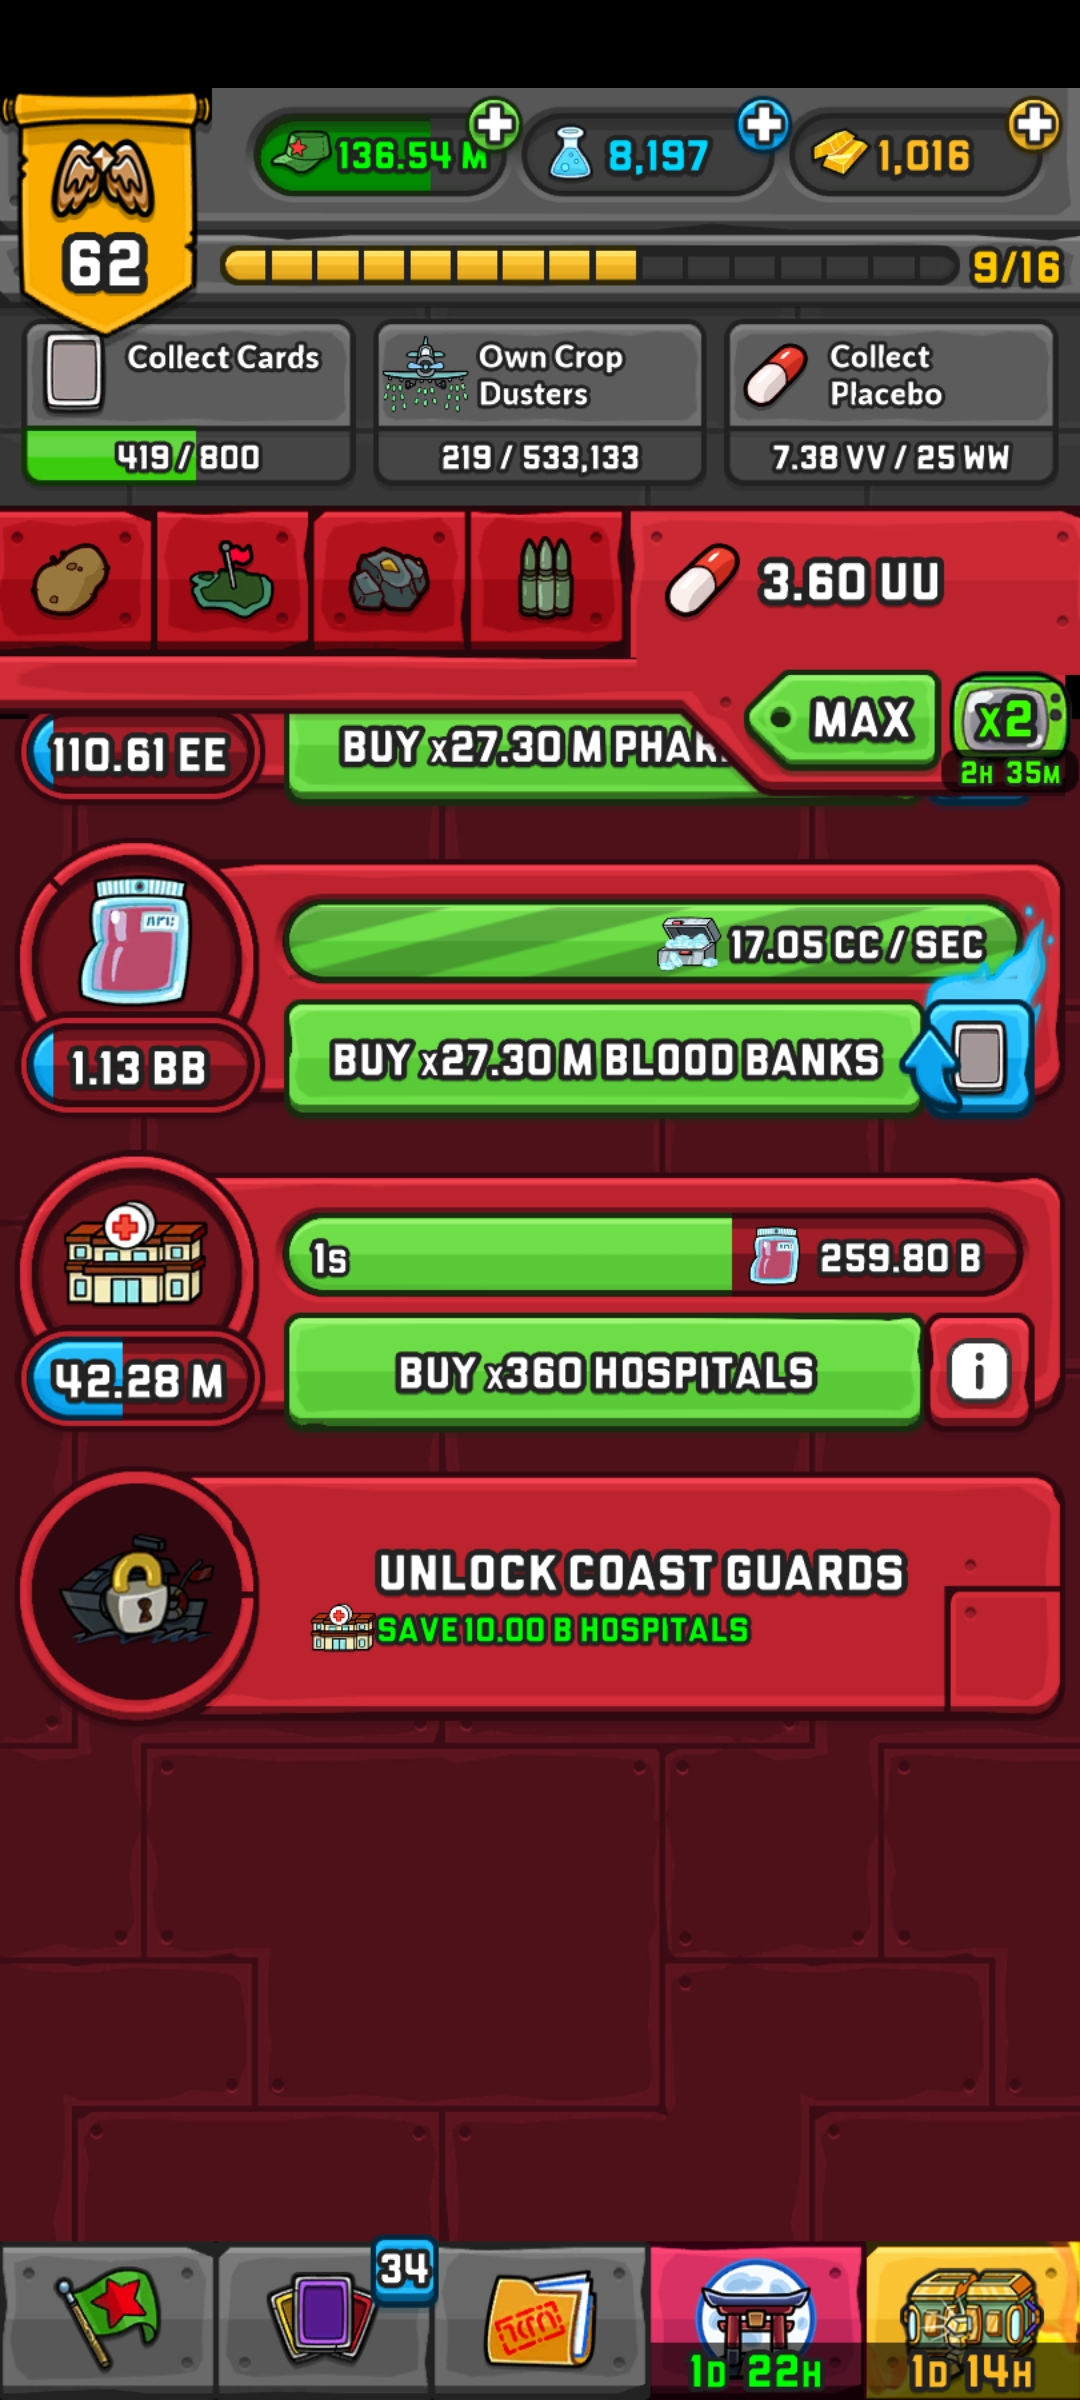 136.54 M
8,197
1,016
62
9/16
Collect Cards
419 / 800
Own Crop
Dusters
219 / 533,133
Collect
Placebo
7.38 VV / 25 WW
3.60 UU
MAX
x2
2H 35M
110.61 EE
BUY x27.30 M
17.05 CC / SEC
1.13 BB
BUY x27.30 M BLOOD BANKS
1s
259.80 B
42.28 M
BUY x360 HOSPITALS
i
UNLOCK COAST GUARDS
SAVE 10.00 B HOSPITALS
34
1D 22H
1D 14H